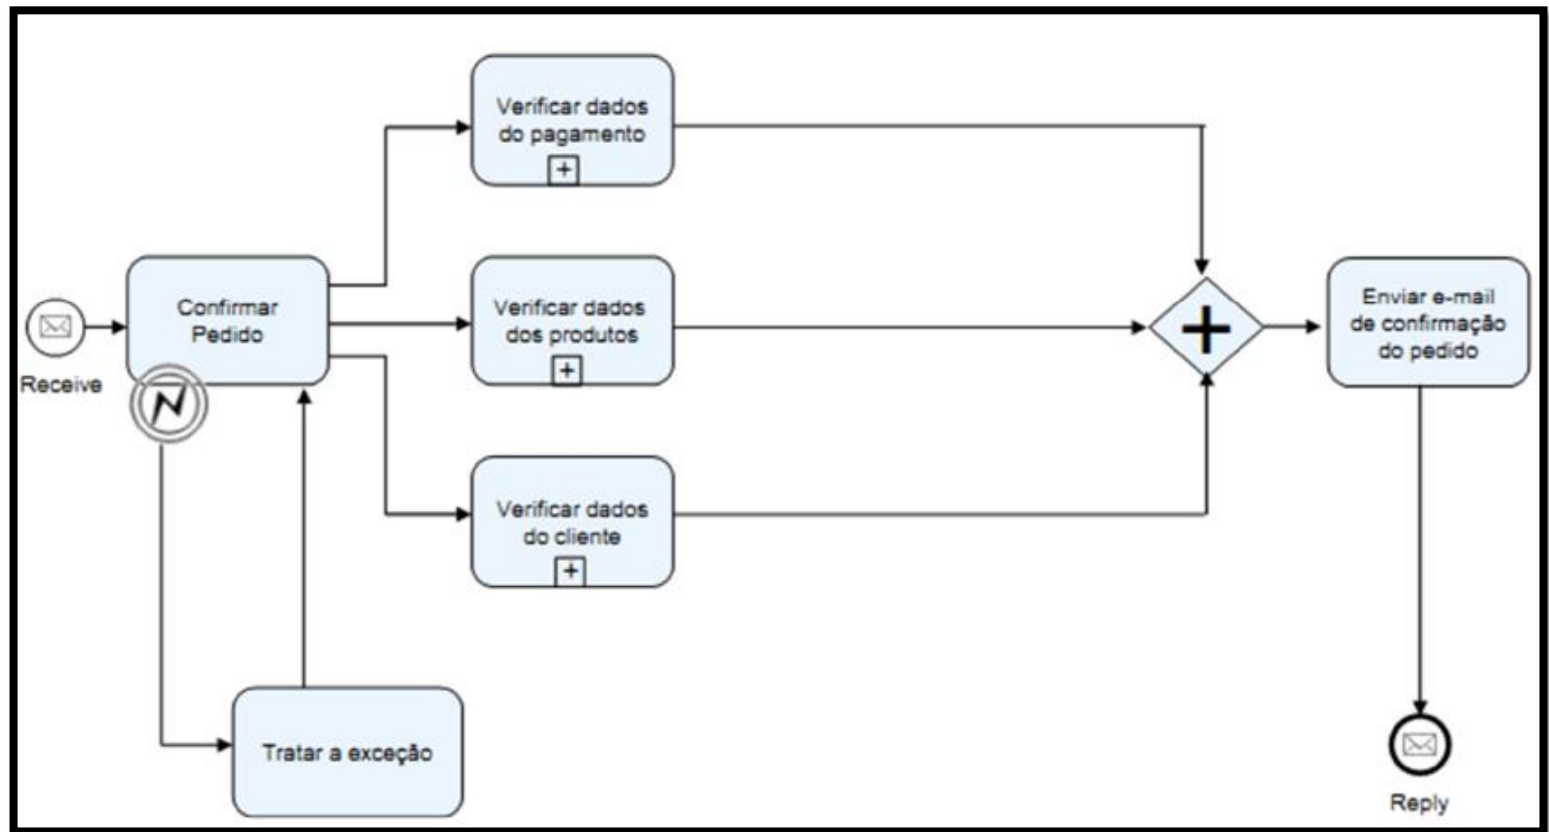 Verificar dados
do pagamento
Confirmar
Pedido
Verificar dados
dos produtos
Enviar e-mail
de confirmação
do pedido
Receive
Verificar dados
do cliente
Tratar a exceção
Reply